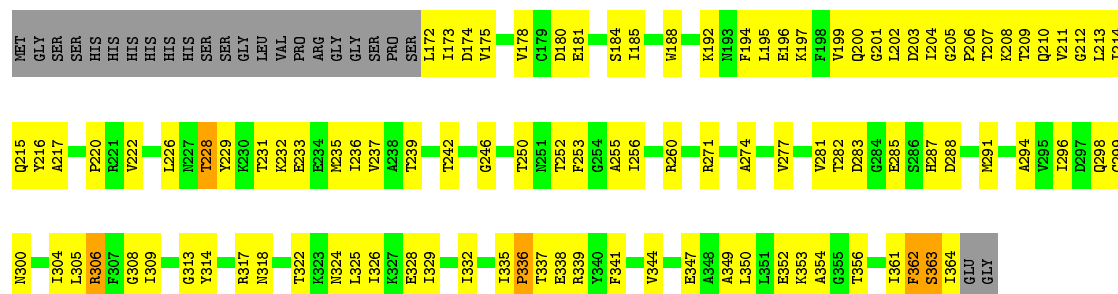 MET GLY SER SER HIS HIS HIS HIS HIS HIS SER SER GLY LEU VAL PRO ARG GLY GLY SER PRO SER L172 I173 D174 V175 V178 C179 D180 E181 S184 I185 W188 K192 N193 F194 L195 E196 K197 F198 V199 Q200 G201 L202 D203 I204 G205 P206 T207 K208 T209 Q210 V211 G212 L213 I214
Q215 Y216 A217 P220 R221 V222 L226 N227 T228 Y229 K230 T231 K232 E233 E234 M235 I236 V237 A238 T239 T242 G246 T250 N251 T252 F253 G254 A255 I256 R260 R271 A274 V277 V281 T282 D283 G284 E285 S286 H287 D288 M291 A294 V295 I296 D297 Q298 C299
N300 I304 L305 R306 F307 G308 I309 G313 Y314 R317 N318 T322 K323 N324 L325 I326 K327 E328 I329 I332 I335 P336 T337 E338 R339 Y340 F341 V344 E347 A348 A349 L350 L351 E352 K353 A354 G355 T356 I361 F362 S363 I364 GLU GLY